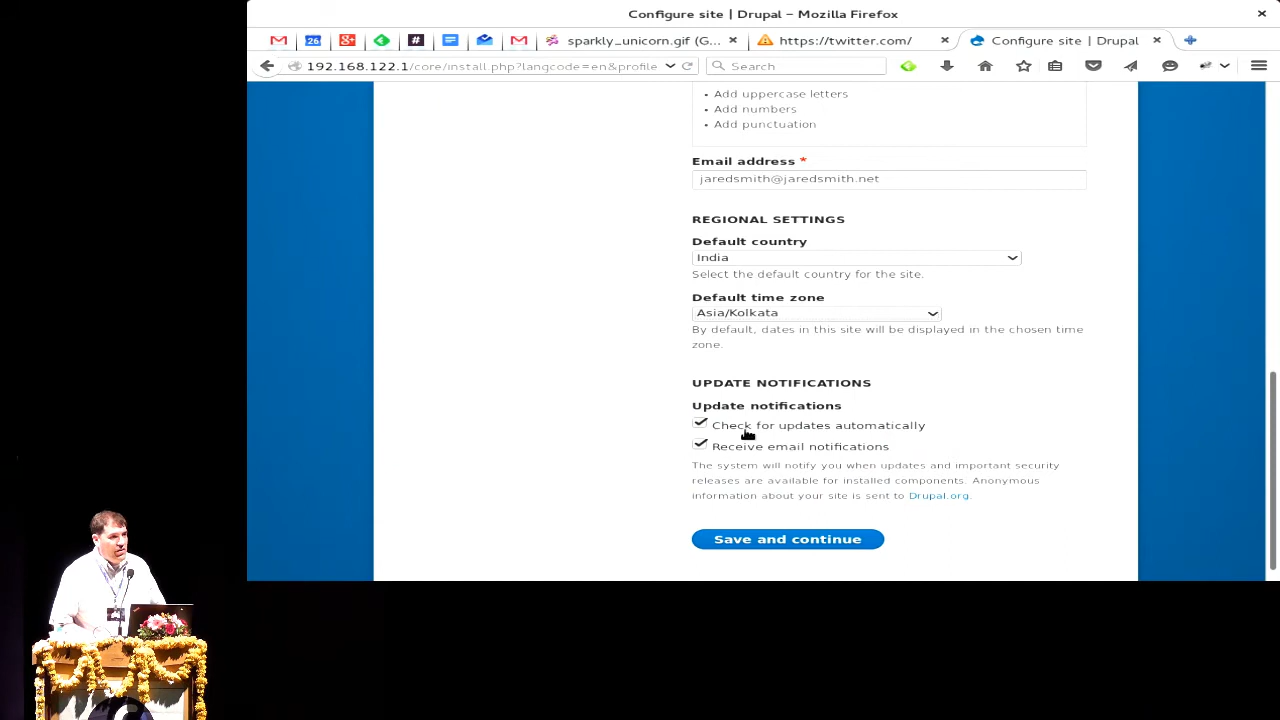 Configure site | Drupal - Mozilla Firefox
sparkly_unicorn.gif (G... https://twitter.com/ Configure site | Drupal
192.168.122.1/core/install.php?langcode=en&profile Search
• Add uppercase letters
• Add numbers
• Add punctuation
Email address *
jaredsmith@jaredsmith.net
REGIONAL SETTINGS
Default country
India
Select the default country for the site.
Default time zone
Asia/Kolkata
By default, dates in this site will be displayed in the chosen time
zone.
UPDATE NOTIFICATIONS
Update notifications
Check for updates automatically
Receive email notifications
The system will notify you when updates and important security
releases are available for installed components. Anonymous
information about your site is sent to Drupal.org.
Save and continue